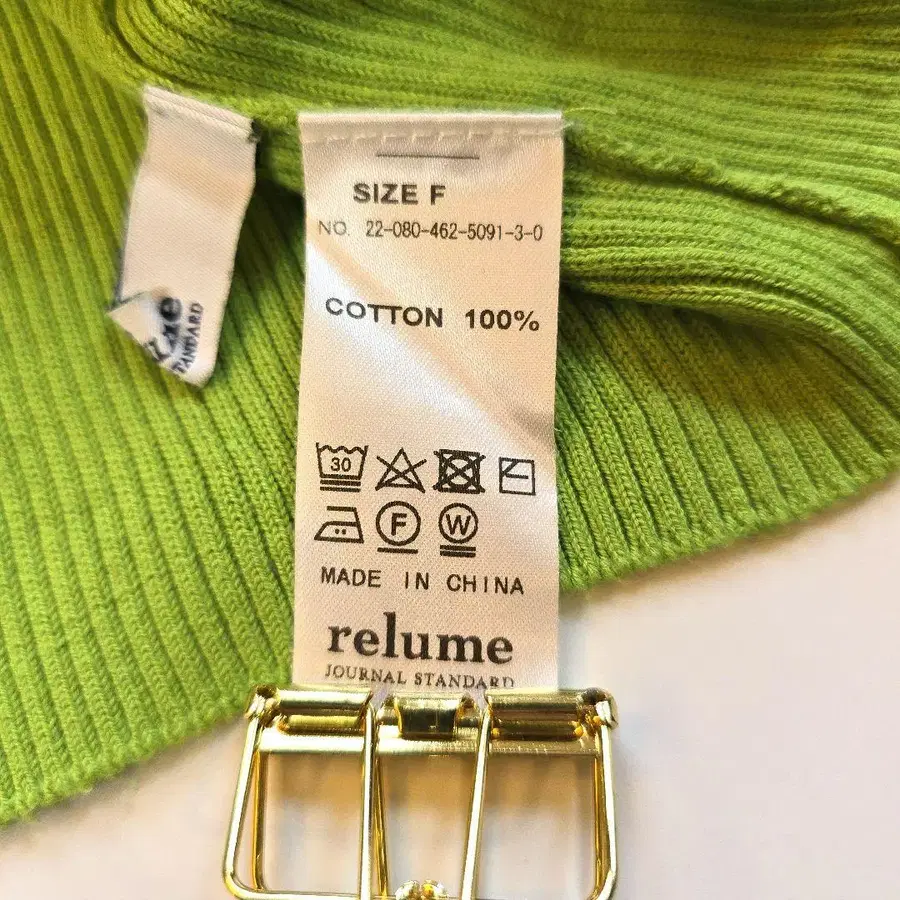 SIZE F
NO. 22-080-462-5091-3-0
COTTON 100%
30
F W
MADE IN CHINA
relume
JOURNAL STANDARD